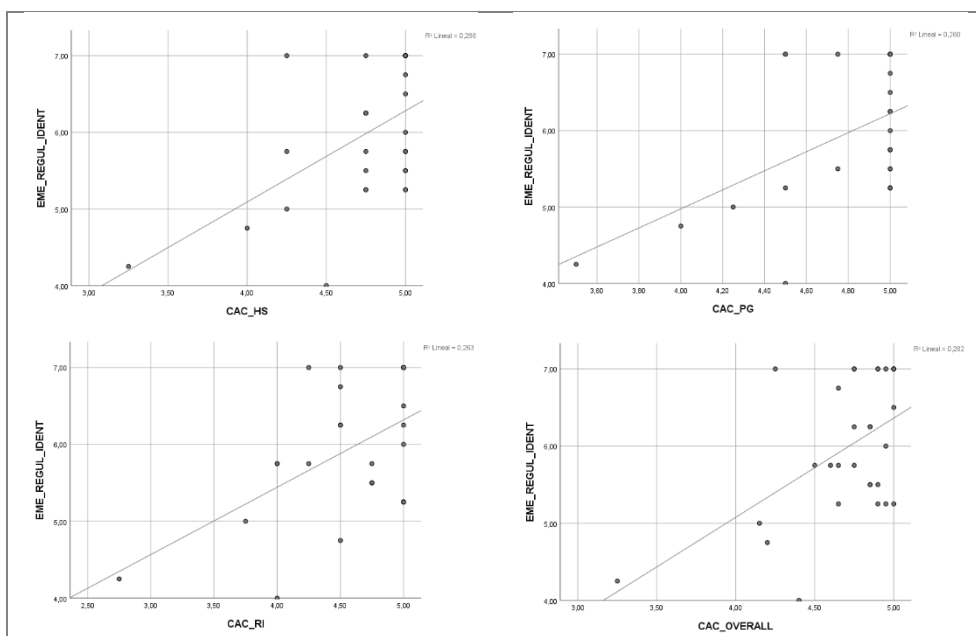 R² Lineal = 0,286
7,00
6,00
5,00
4,00
EME_REGUL_IDENT
3,00 3,50 4,00 4,50 5,00
CAC_HS
R² Lineal = 0,260
7,00
6,00
5,00
4,00
EME_REGUL_IDENT
3,60 3,80 4,00 4,20 4,40 4,60 4,80 5,00
CAC_PG
R² Lineal = 0,263
7,00
6,00
5,00
4,00
EME_REGUL_IDENT
2,50 3,00 3,50 4,00 4,50 5,00
CAC_RI
R² Lineal = 0,292
7,00
6,00
5,00
4,00
EME_REGUL_IDENT
3,00 3,50 4,00 4,50 5,00
CAC_OVERALL